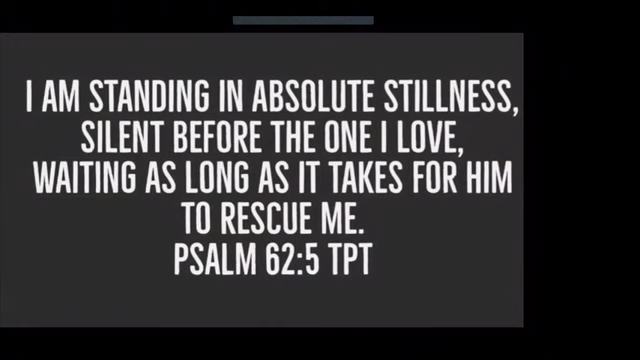 I AM STANDING IN ABSOLUTE STILLNESS,
SILENT BEFORE THE ONE I LOVE,
WAITING AS LONG AS IT TAKES FOR HIM
TO RESCUE ME.
PSALM 62:5 TPT